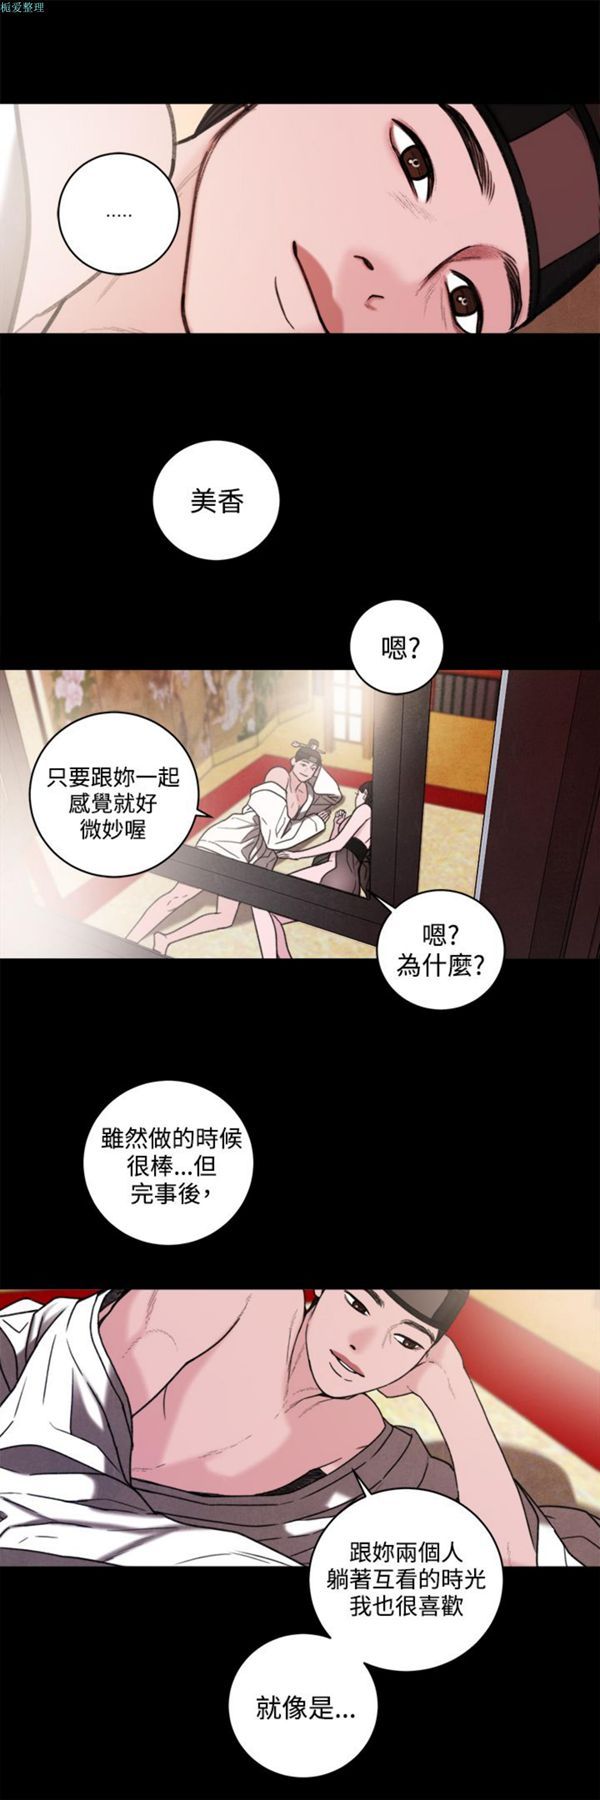 栀爱整理
.....
美香
嗯?
只要跟妳一起
感覺就好
微妙喔
嗯?
為什麼?
雖然做的時候
很棒...但
完事後,
跟妳兩個人
躺著互看的時光
我也很喜歡
就像是...